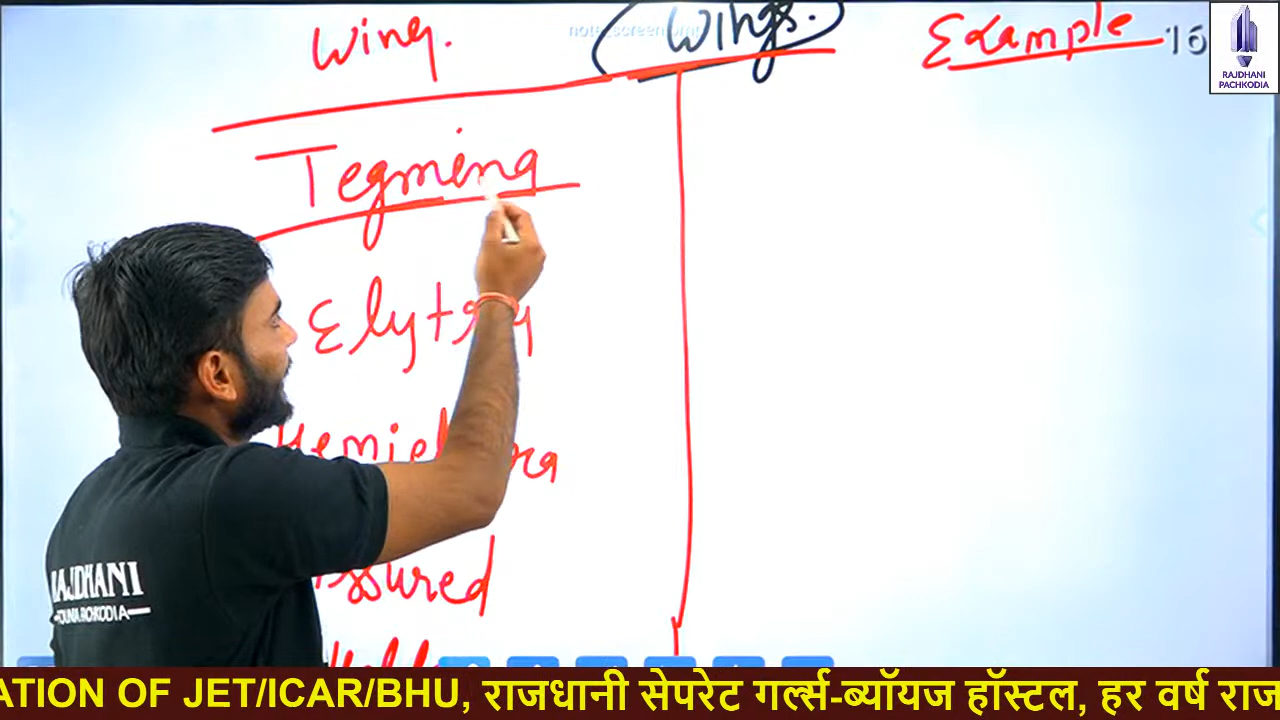 Wing.
Wings.
Example
16
RAJDHANI
PACHKODIA
Tegmina
Elytra
ssured
RAJDHANI
ATION OF JET/ICAR/BHU, राजधानी सेपरेट गर्ल्स-ब्यॉयज हॉस्टल, हर वर्ष राज